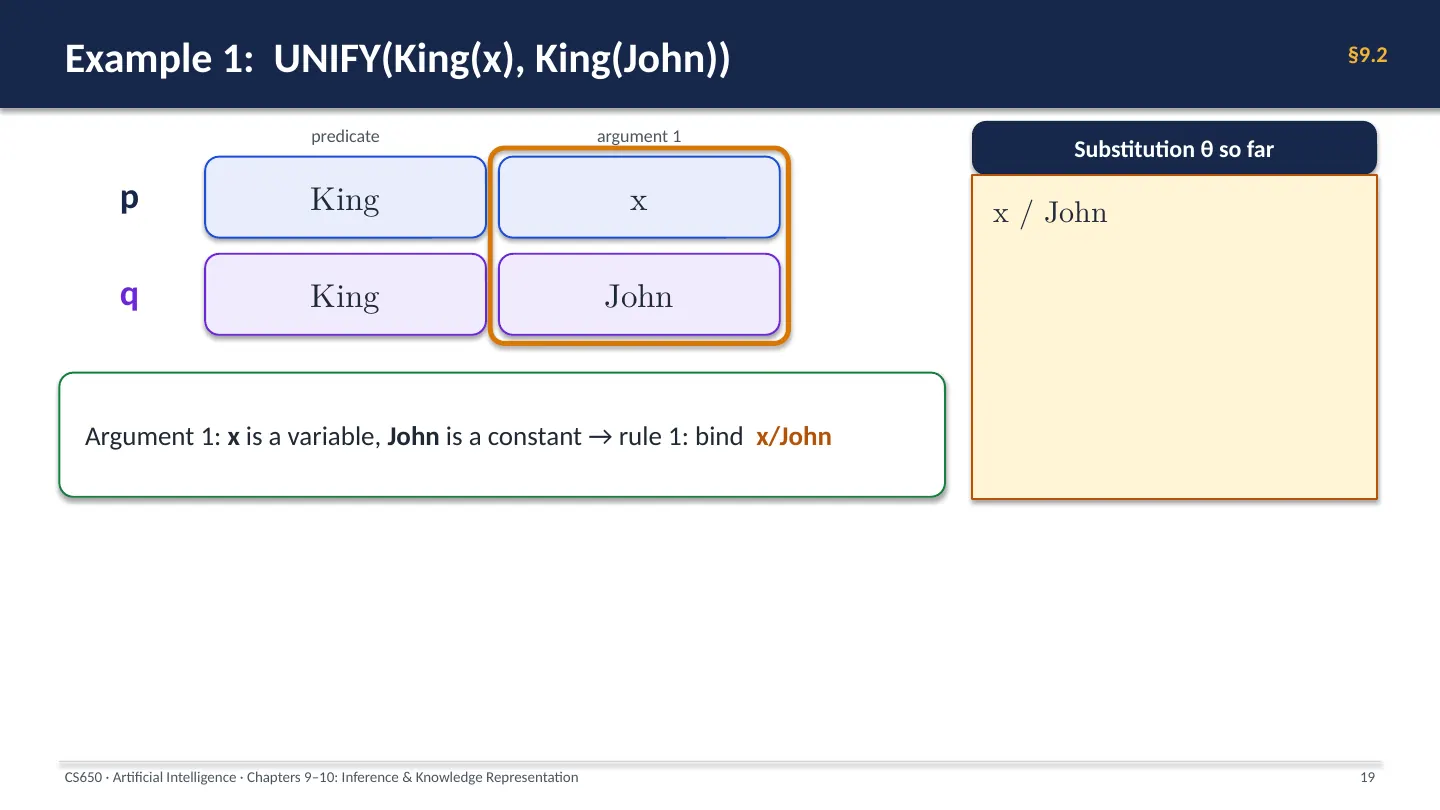 Example 1: UNIFY(King(x), King(John))
§9.2
predicate
argument 1
p
King
x
q
King
John
Substitution θ so far
x / John
Argument 1: x is a variable, John is a constant → rule 1: bind x/John
CS650 · Artificial Intelligence · Chapters 9–10: Inference & Knowledge Representation
19